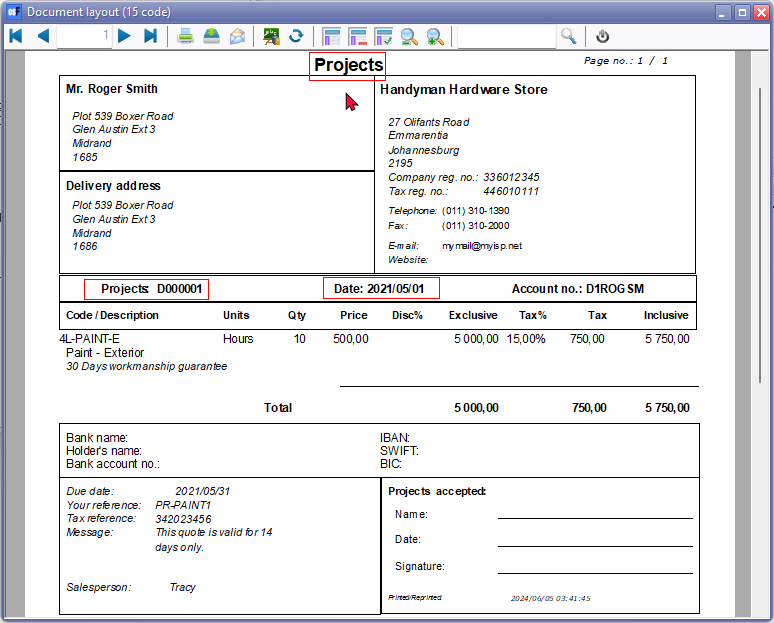 Document layout (15 code)
1
Projects
Page no.: 1 / 1
Mr. Roger Smith
Plot 539 Boxer Road
Glen Austin Ext 3
Midrand
1685
Delivery address
Plot 539 Boxer Road
Glen Austin Ext 3
Midrand
1686
Handyman Hardware Store
27 Olifants Road
Emmarentia
Johannesburg
2195
Company reg. no.: 336012345
Tax reg. no.: 446010111
Telephone: (011) 310-1390
Fax: (011) 310-2000
E-mail: mymail@myisp.net
Website:
Projects: D000001 Date: 2021/05/01 Account no.: D1ROGSM
Code / Description Units Qty Price Disc% Exclusive Tax% Tax Inclusive
4L-PAINT-E Hours 10 500,00 5 000,00 15,00% 750,00 5 750,00
Paint - Exterior
30 Days workmanship guarantee
Total 5 000,00 750,00 5 750,00
Bank name: IBAN:
Holder's name: SWIFT:
Bank account no.: BIC:
Due date: 2021/05/31
Your reference: PR-PAINT1
Tax reference: 342023456
Message: This quote is valid for 14
days only.
Salesperson: Tracy
Projects accepted:
Name:
Date:
Signature:
Printed/Reprinted: 2024/06/05 03:41:45